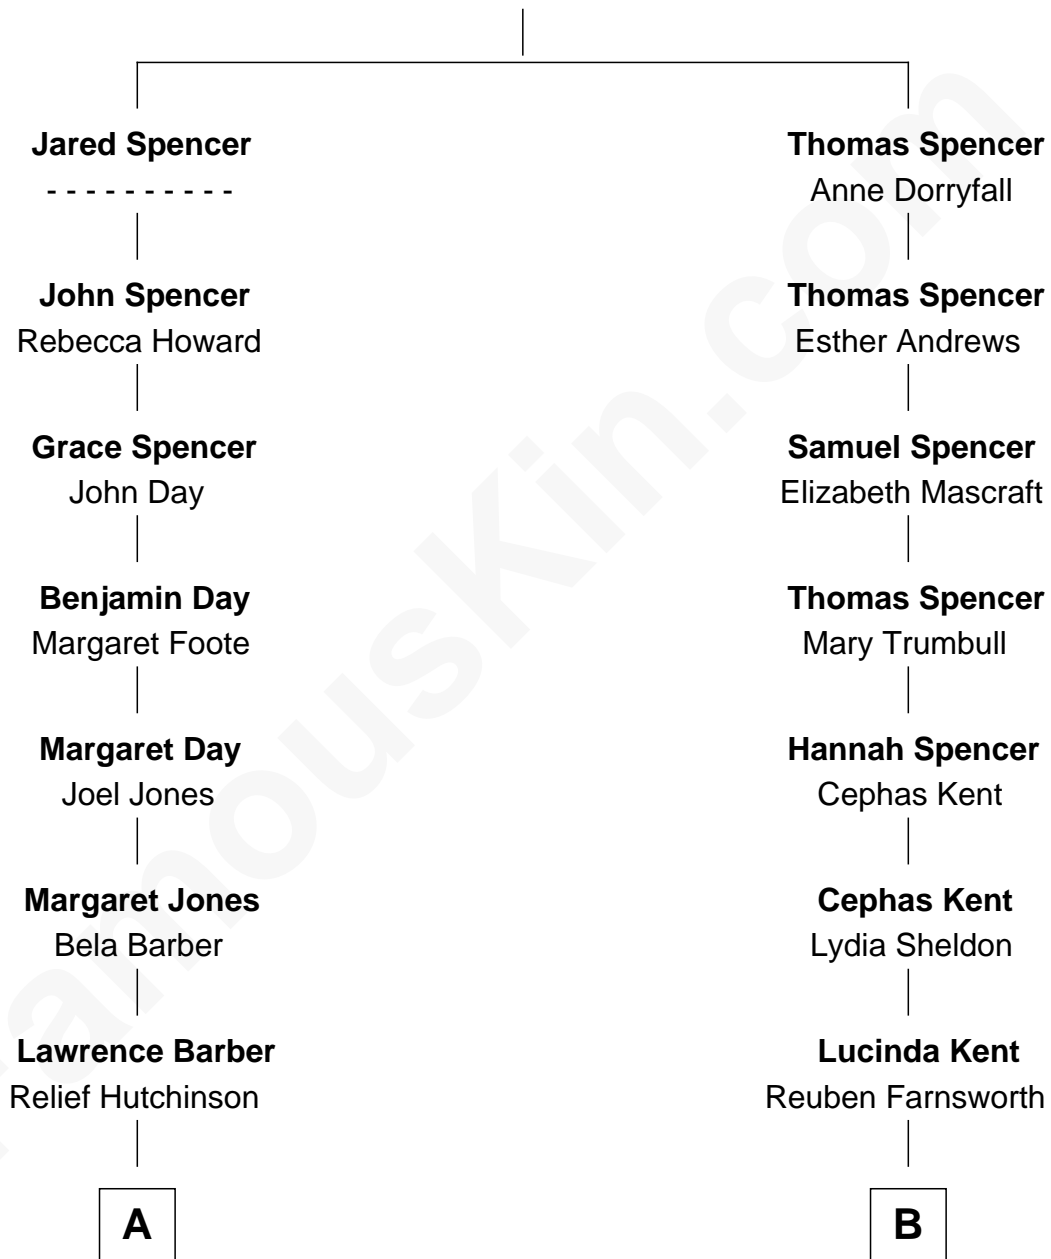 Jared Spencer
- - - - - - - - - -
John Spencer
Rebecca Howard
Grace Spencer
John Day
Benjamin Day
Margaret Foote
Margaret Day
Joel Jones
Margaret Jones
Bela Barber
Lawrence Barber
Relief Hutchinson
A
Thomas Spencer
Anne Dorryfall
Thomas Spencer
Esther Andrews
Samuel Spencer
Elizabeth Mascraft
Thomas Spencer
Mary Trumbull
Hannah Spencer
Cephas Kent
Cephas Kent
Lydia Sheldon
Lucinda Kent
Reuben Farnsworth
B
FamousKin.com